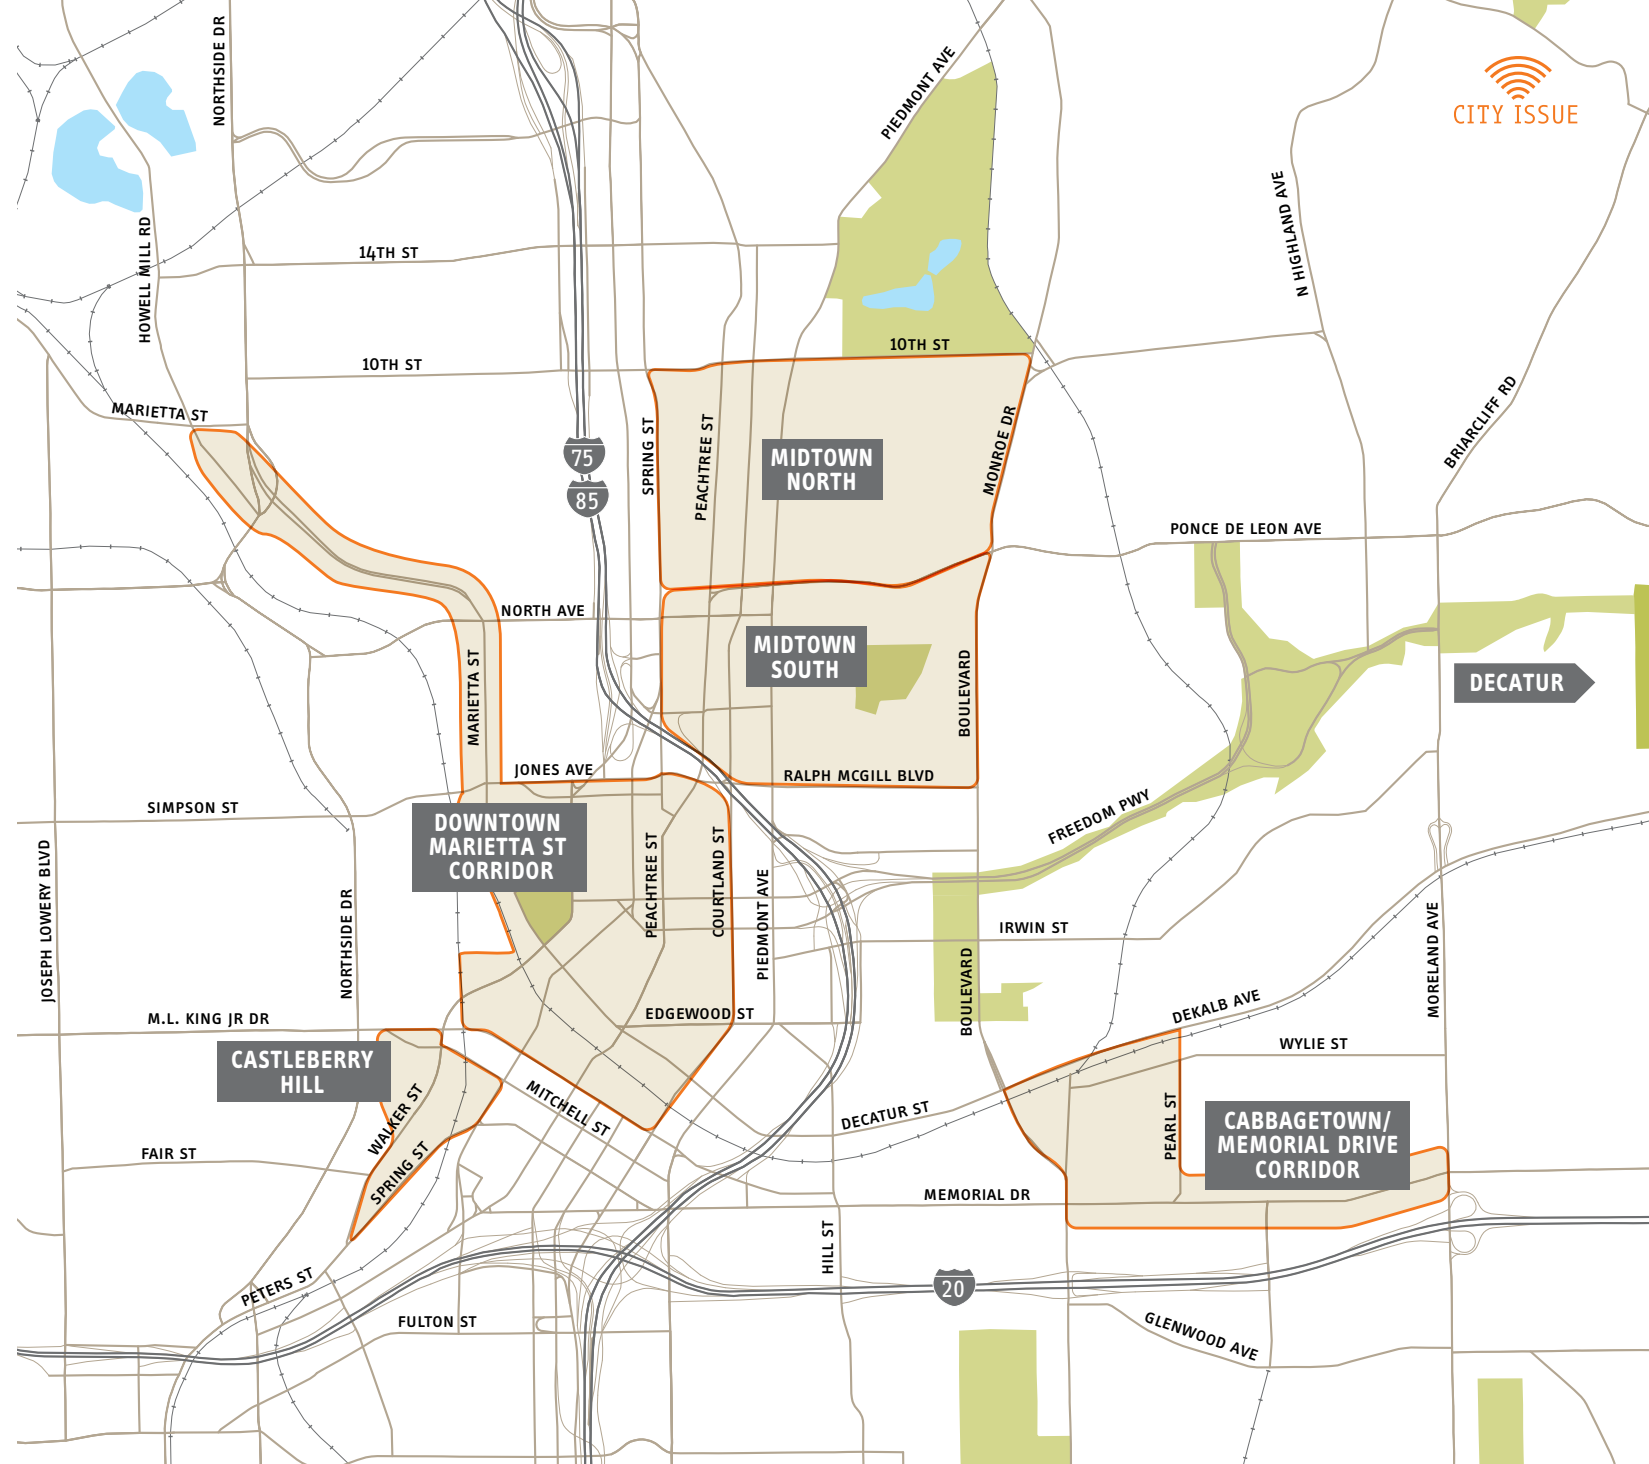 NORTHSIDE DR
PIEDMONT AVE
CITY ISSUE
HOWELL MILL RD
14TH ST
N HIGHLAND AVE
10TH ST
10TH ST
MARIETTA ST
SPRING ST
PEACHTREE ST
MONROE DR
BRIARCLIFF RD
75
85
MIDTOWN
NORTH
PONCE DE LEON AVE
NORTH AVE
MIDTOWN
SOUTH
MARIETTA ST
BOULEVARD
DECATUR
JONES AVE
RALPH MCGILL BLVD
SIMPSON ST
FREEDOM PWY
DOWNTOWN
MARIETTA ST
CORRIDOR
JOSEPH LOWERY BLVD
NORTHSIDE DR
PEACHTREE ST
COURTLAND ST
PIEDMONT AVE
IRWIN ST
BOULEVARD
MORELAND AVE
M.L. KING JR DR
EDGEWOOD ST
DEKALB AVE
WYLIE ST
CASTLEBERRY
HILL
WALKER ST
MITCHELL ST
DECATUR ST
PEARL ST
CABBAGETOWN/
MEMORIAL DRIVE
CORRIDOR
FAIR ST
SPRING ST
MEMORIAL DR
HILL ST
PETERS ST
20
FULTON ST
GLENWOOD AVE